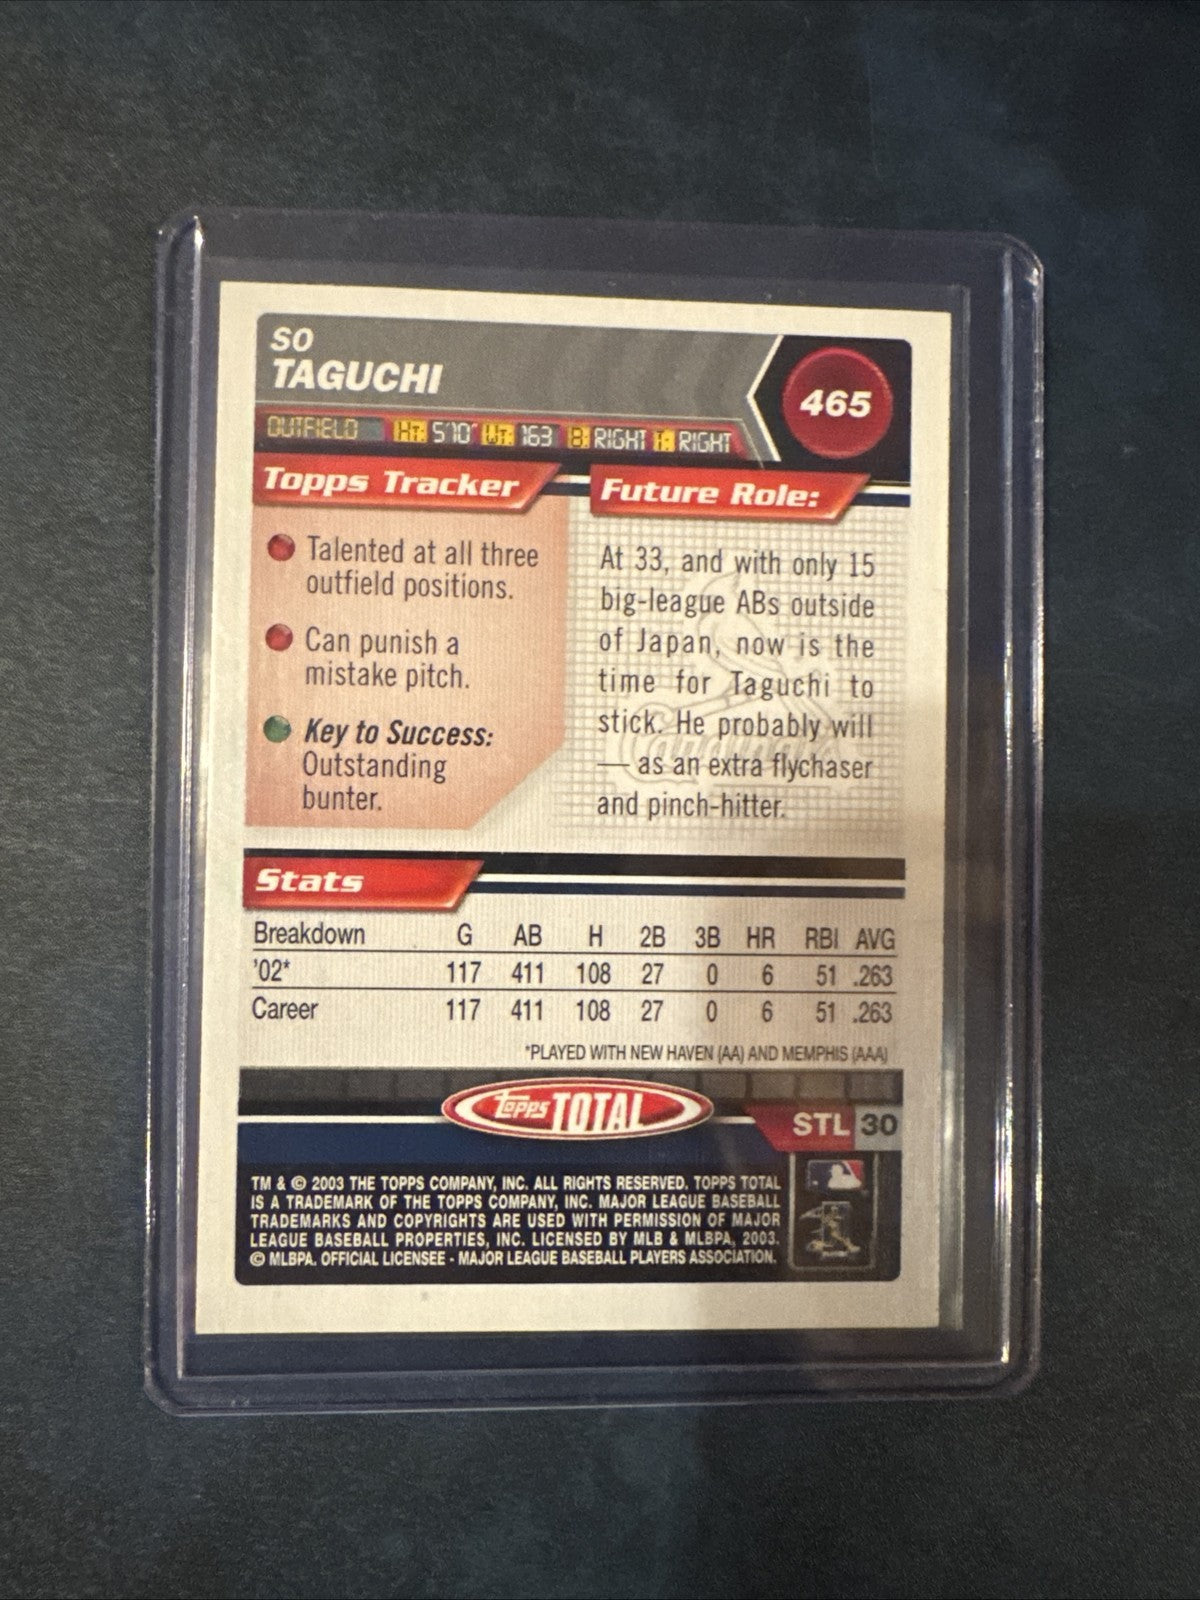 SO
TAGUCHI
465
OUTFIELD HT: 5'10" WT: 163 B: RIGHT T: RIGHT
Topps Tracker
Talented at all three
outfield positions.
Can punish a
mistake pitch.
Key to Success:
Outstanding
bunter.
Future Role:
At 33, and with only 15
big-league ABs outside
of Japan, now is the
time for Taguchi to
stick. He probably will
— as an extra flychaser
and pinch-hitter.
Cardinals
Stats
Breakdown G AB H 2B 3B HR RBI AVG
'02* 117 411 108 27 0 6 51 .263
Career 117 411 108 27 0 6 51 .263
*PLAYED WITH NEW HAVEN (AA) AND MEMPHIS (AAA)
Topps TOTAL
STL 30
TM & © 2003 THE TOPPS COMPANY, INC. ALL RIGHTS RESERVED. TOPPS TOTAL
IS A TRADEMARK OF THE TOPPS COMPANY, INC. MAJOR LEAGUE BASEBALL
TRADEMARKS AND COPYRIGHTS ARE USED WITH PERMISSION OF MAJOR
LEAGUE BASEBALL PROPERTIES, INC. LICENSED BY MLB & MLBPA, 2003.
© MLBPA. OFFICIAL LICENSEE - MAJOR LEAGUE BASEBALL PLAYERS ASSOCIATION.